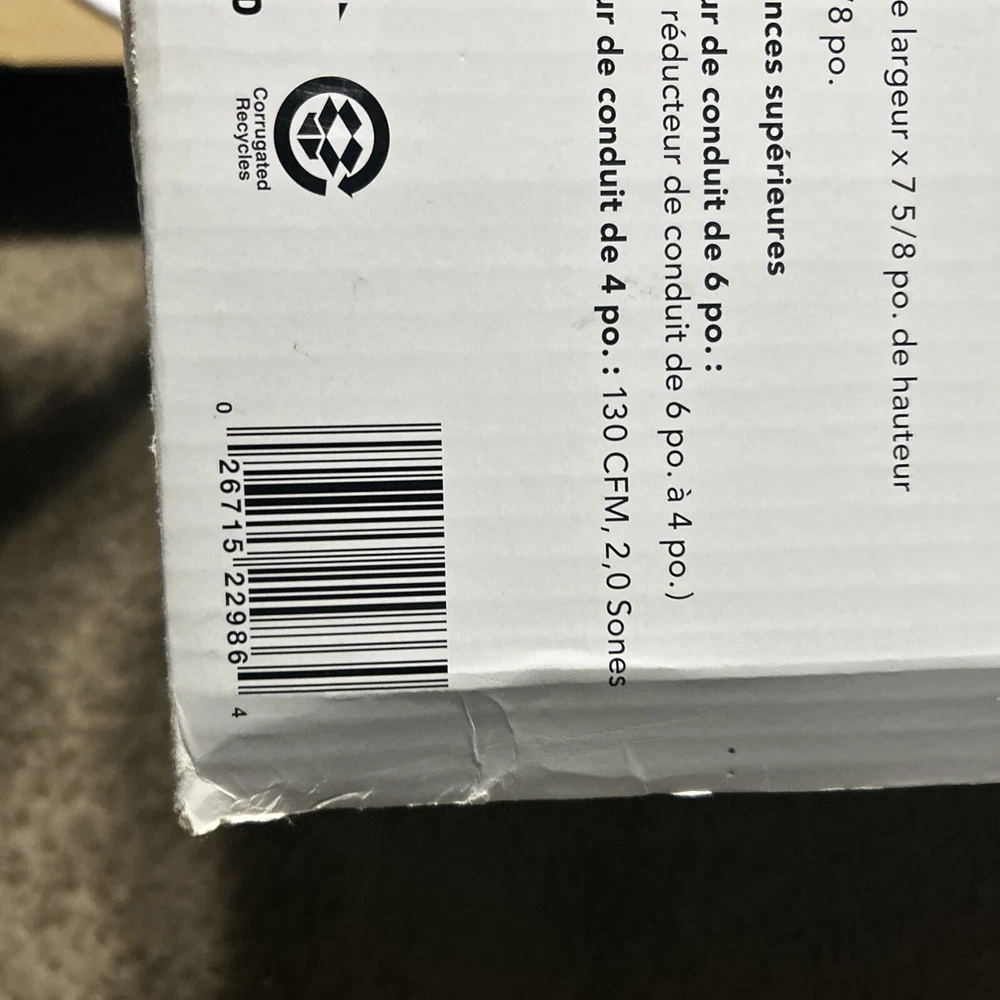 e largeur x 7 5/8 po. de hauteur
/8 po.
nces supérieures
ur de conduit de 6 po. :
réducteur de conduit de 6 po. à 4 po.)
ur de conduit de 4 po. : 130 CFM, 2,0 Sones
Corrugated
Recycles
0 26715 22986 4